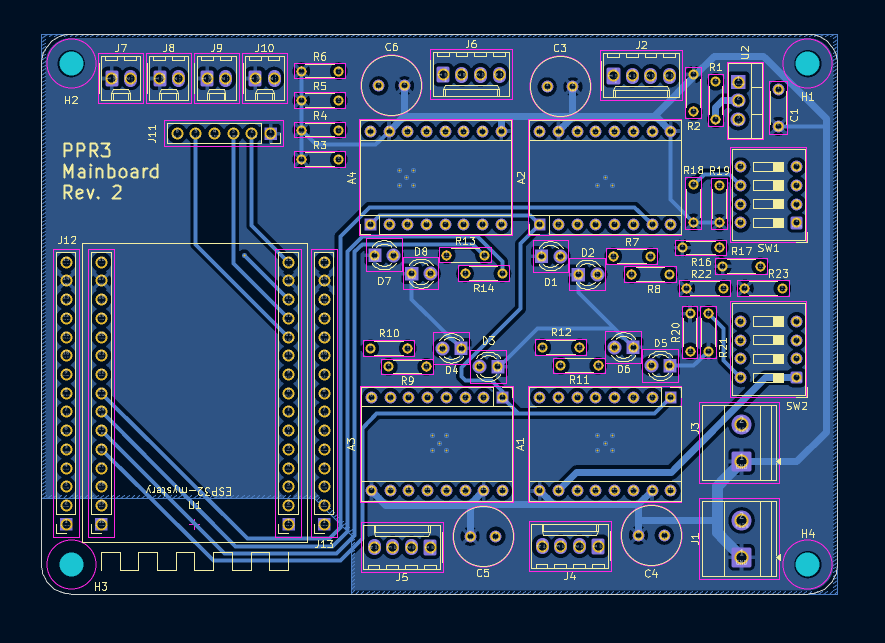 J7
J8
J9
J10
R6
C6
J6
C3
J2
R1
U2
H2
R5
R2
C1
H1
J11
R4
R3
PPR3
Mainboard
Rev. 2
A4
A2
R18
R19
J12
D7
D8
R13
R14
D1
D2
R7
R8
R16
SW1
R17
R22
R23
R10
R9
D4
D3
R12
R11
D6
D5
R20
R21
SW2
A3
A1
J3
ESP32-mystery
U1
J13
J5
C5
J4
C4
J1
H4
H3